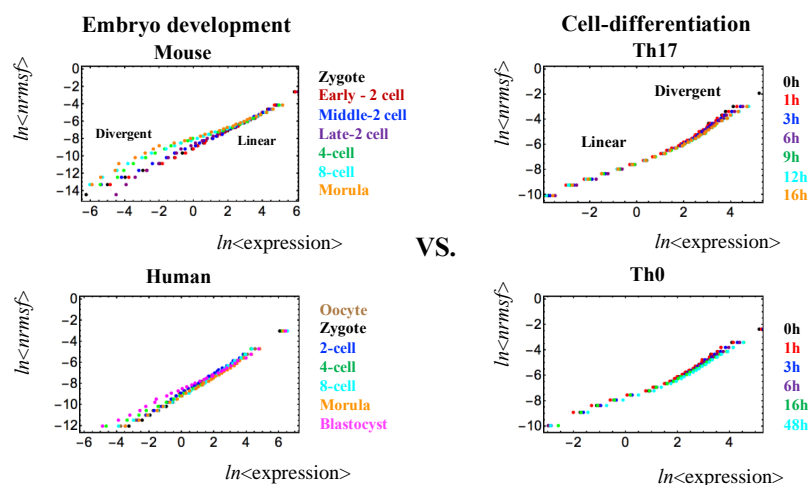 Embryo development
Mouse
ln<nrmsf>
0
−2
−4
−6
−8
−10
−12
−14
Divergent
Linear
−6 −4 −2 0 2 4 6
ln<expression>
Zygote
Early - 2 cell
Middle-2 cell
Late-2 cell
4-cell
8-cell
Morula
Cell-differentiation
Th17
ln<nrmsf>
0
−2
−4
−6
−8
−10
Divergent
Linear
−2 0 2 4
ln<expression>
0h
1h
3h
6h
9h
12h
16h
VS.
Human
ln<nrmsf>
0
−2
−4
−6
−8
−10
−12
−4 −2 0 2 4 6
ln<expression>
Oocyte
Zygote
2-cell
4-cell
8-cell
Morula
Blastocyst
Th0
ln<nrmsf>
0
−2
−4
−6
−8
−10
−2 0 2 4
ln<expression>
0h
1h
3h
6h
16h
48h